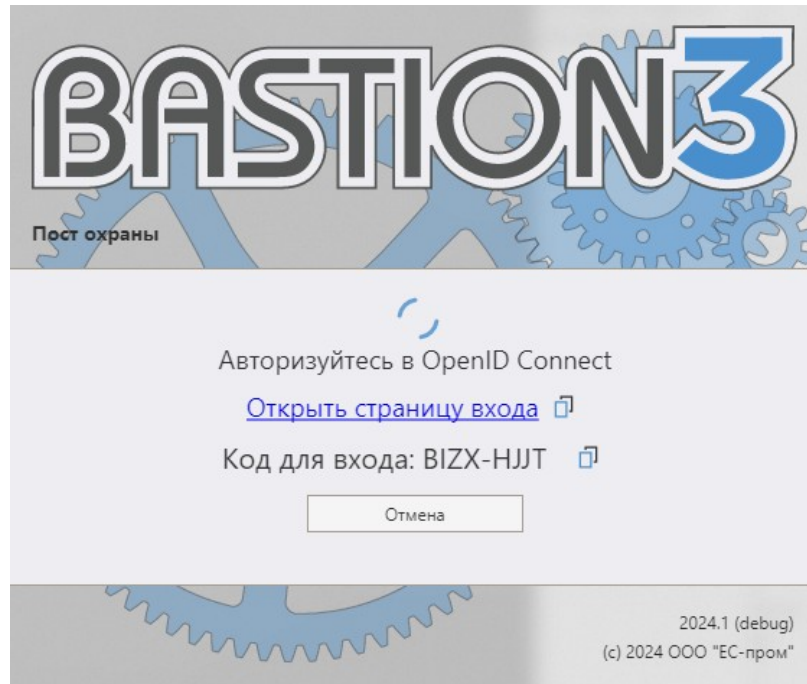 BASTION3
Пост охраны
Авторизуйтесь в OpenID Connect
Открыть страницу входа
Код для входа: BIZX-HJJT
Отмена
2024.1 (debug)
(c) 2024 ООО "ЕС-пром"